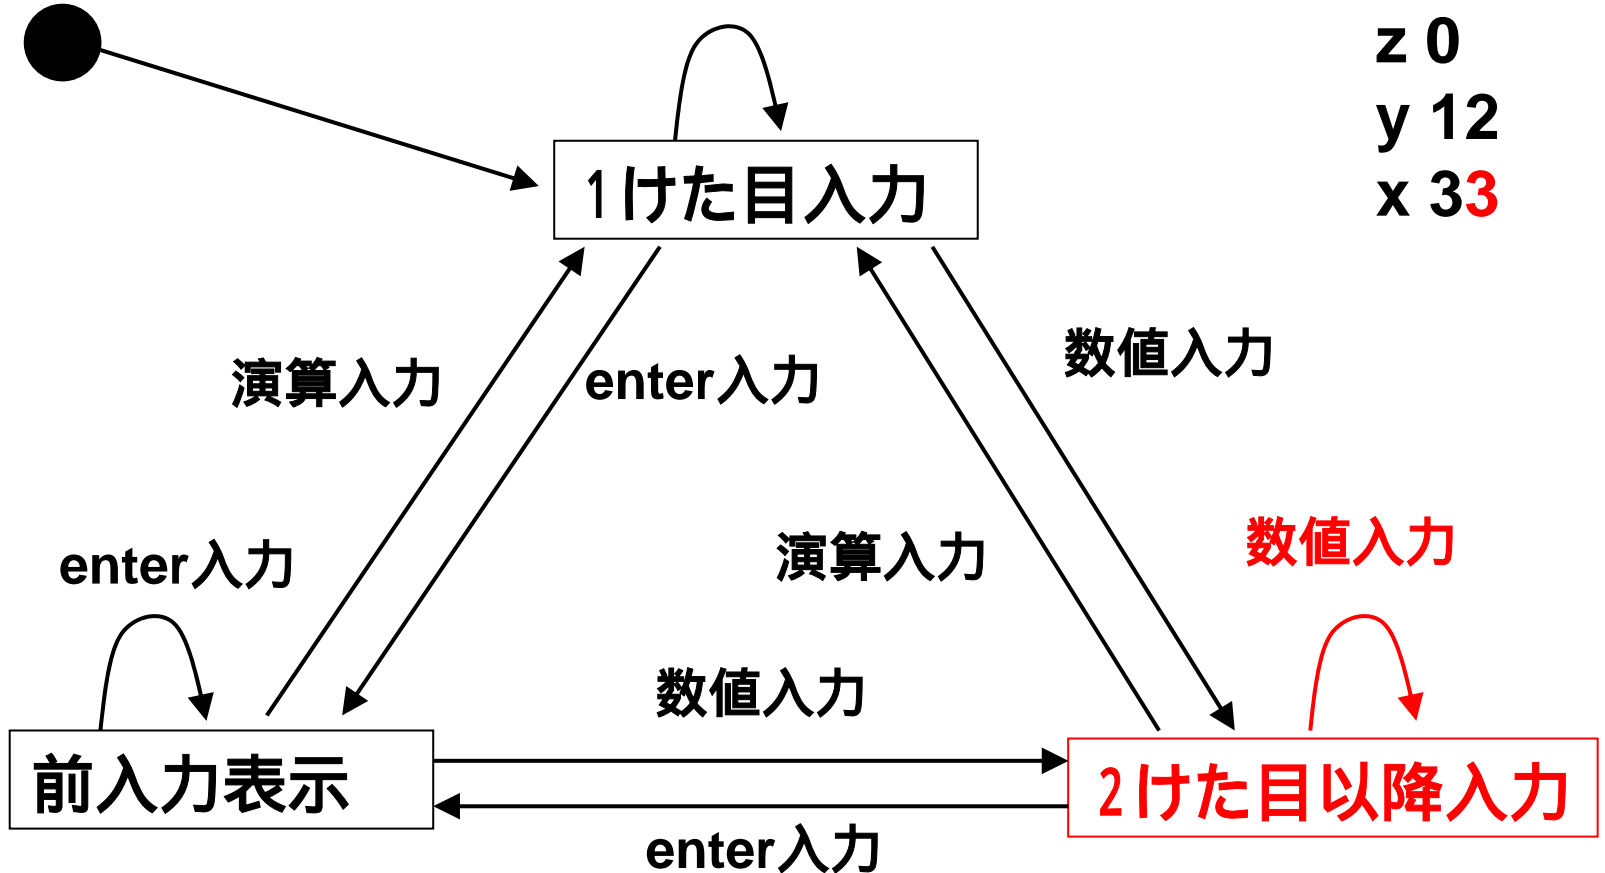 z 0
y 12
x 33
1けた目入力
演算入力
enter入力
数値入力
enter入力
演算入力
数値入力
数値入力
前入力表示
2けた目以降入力
enter入力